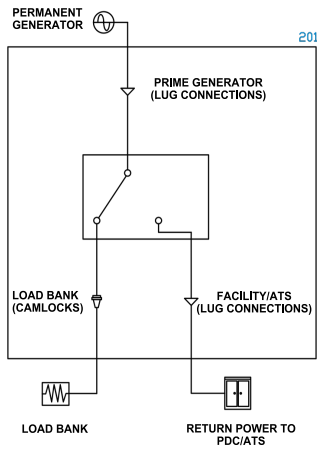 PERMANENT
GENERATOR
201
PRIME GENERATOR
(LUG CONNECTIONS)
LOAD BANK
(CAMLOCKS)
FACILITY/ATS
(LUG CONNECTIONS)
LOAD BANK
RETURN POWER TO
PDC/ATS